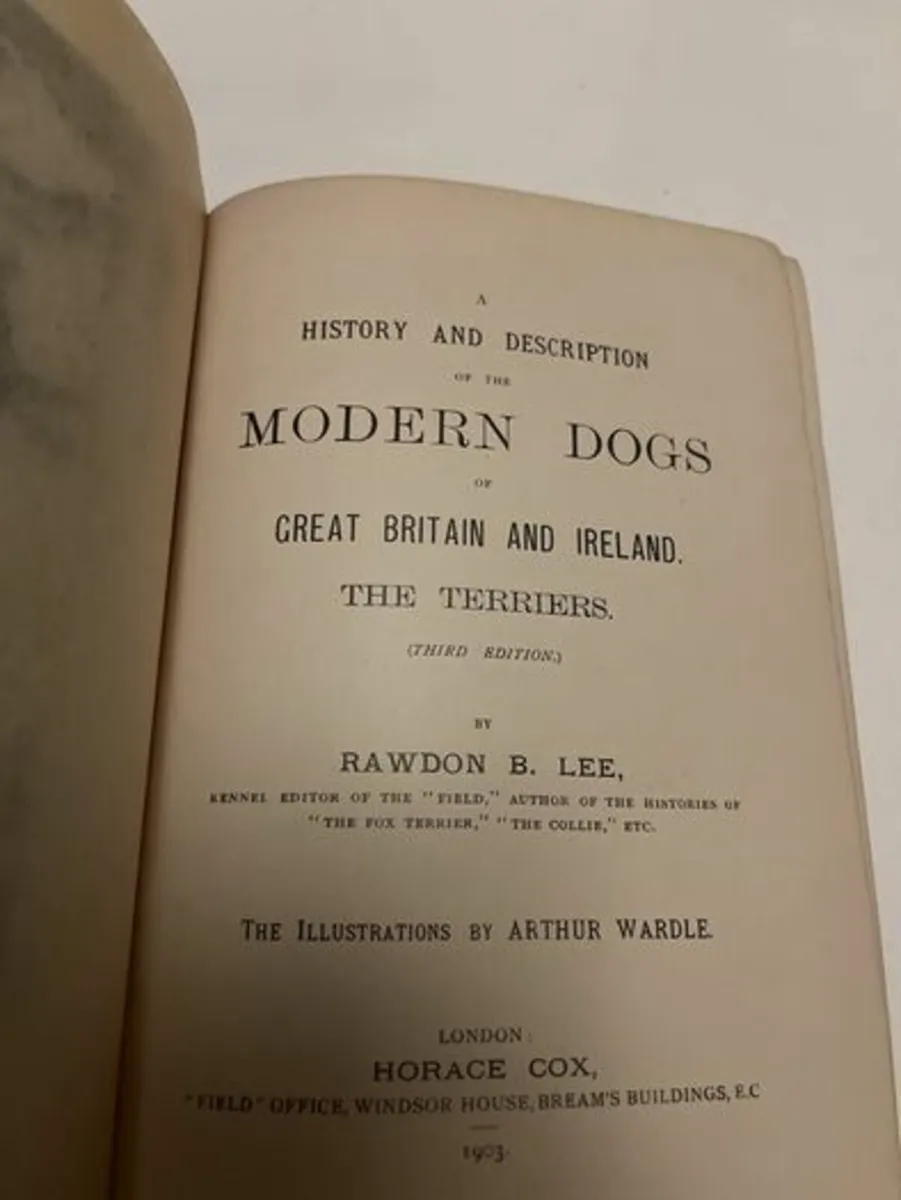 A
HISTORY AND DESCRIPTION
OF THE
MODERN DOGS
OF
GREAT BRITAIN AND IRELAND.
THE TERRIERS.
(THIRD EDITION.)
BY
RAWDON B. LEE,
KENNEL EDITOR OF THE "FIELD," AUTHOR OF THE HISTORIES OF
"THE FOX TERRIER," "THE COLLIE," ETC.
THE ILLUSTRATIONS BY ARTHUR WARDLE.
LONDON:
HORACE COX,
"FIELD" OFFICE, WINDSOR HOUSE, BREAM'S BUILDINGS, E.C
1903.